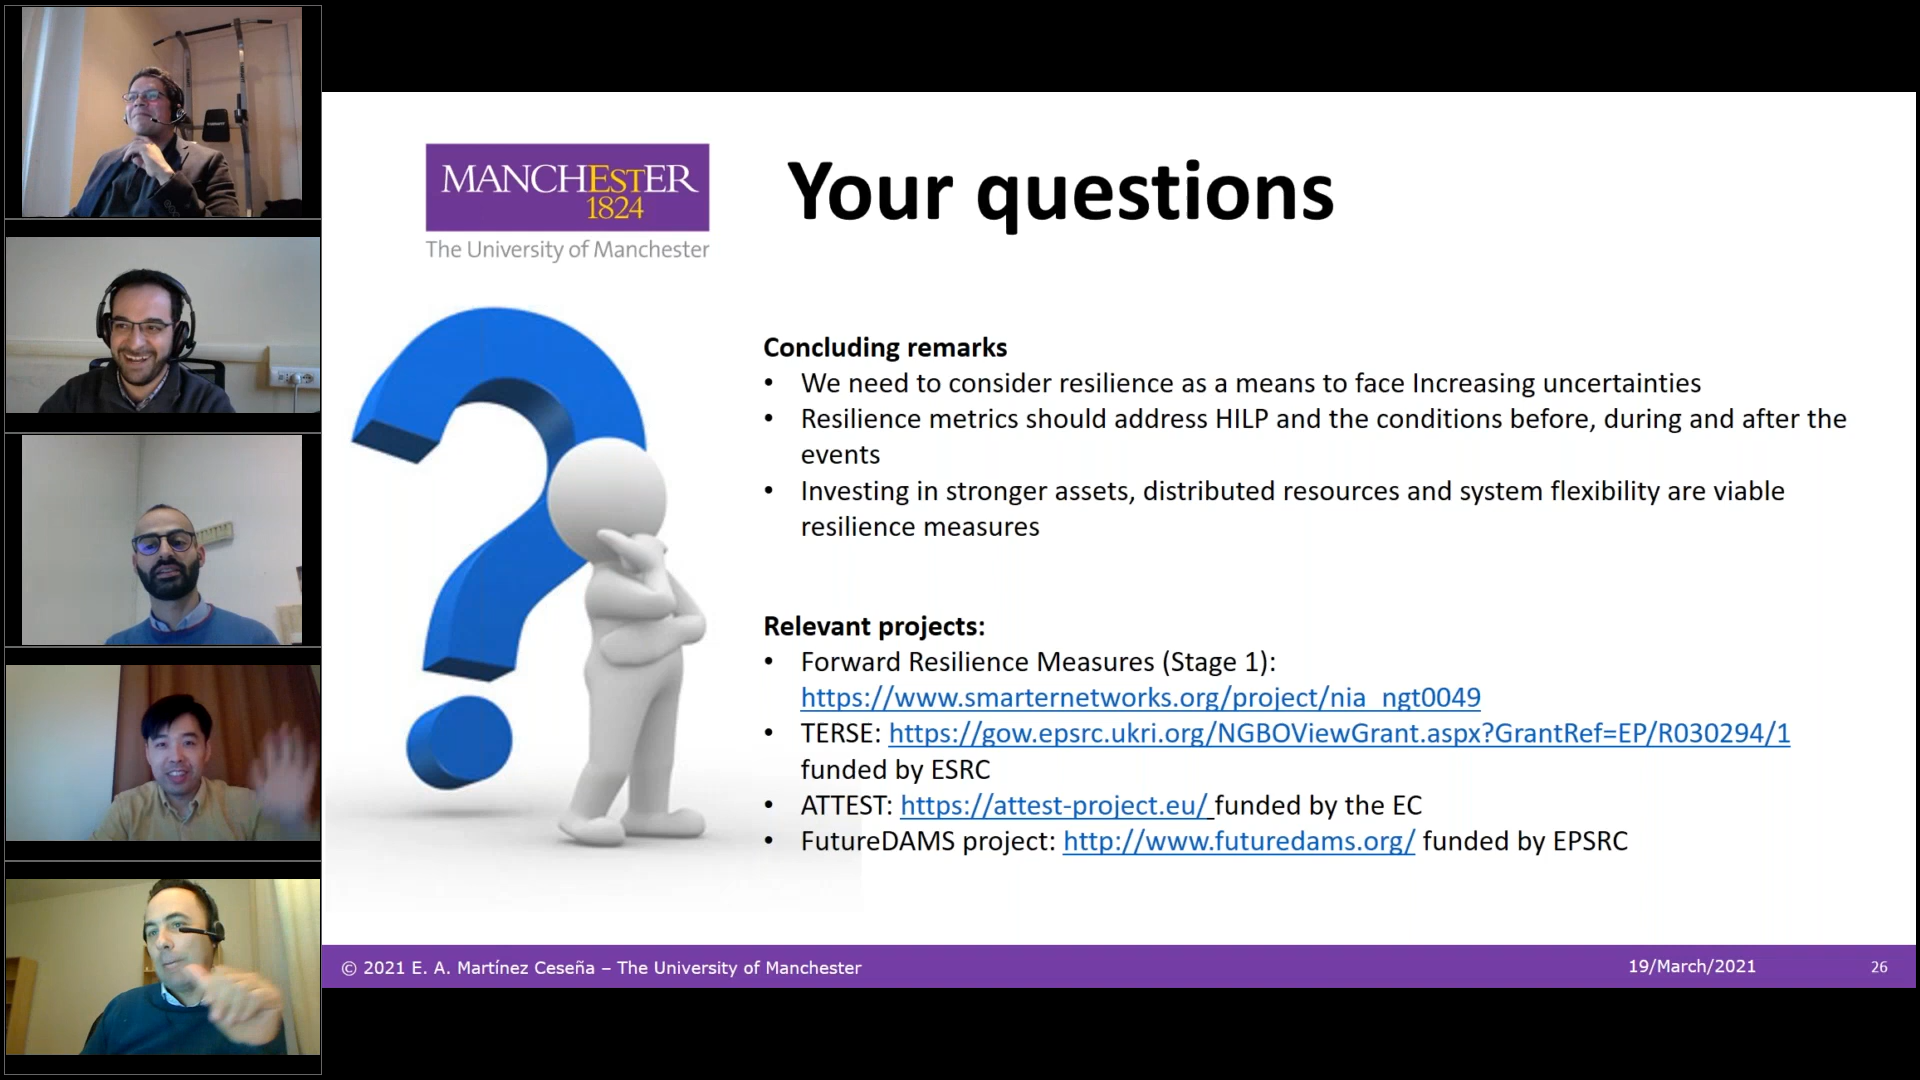 MANCHESTER
1824
The University of Manchester
Your questions
Concluding remarks
• We need to consider resilience as a means to face Increasing uncertainties
• Resilience metrics should address HILP and the conditions before, during and after the
events
• Investing in stronger assets, distributed resources and system flexibility are viable
resilience measures
Relevant projects:
• Forward Resilience Measures (Stage 1):
https://www.smarternetworks.org/project/nia_ngt0049
• TERSE: https://gow.epsrc.ukri.org/NGBOViewGrant.aspx?GrantRef=EP/R030294/1
funded by ESRC
• ATTEST: https://attest-project.eu/ funded by the EC
• FutureDAMS project: http://www.futuredams.org/ funded by EPSRC
© 2021 E. A. Martínez Ceseña – The University of Manchester
19/March/2021
26